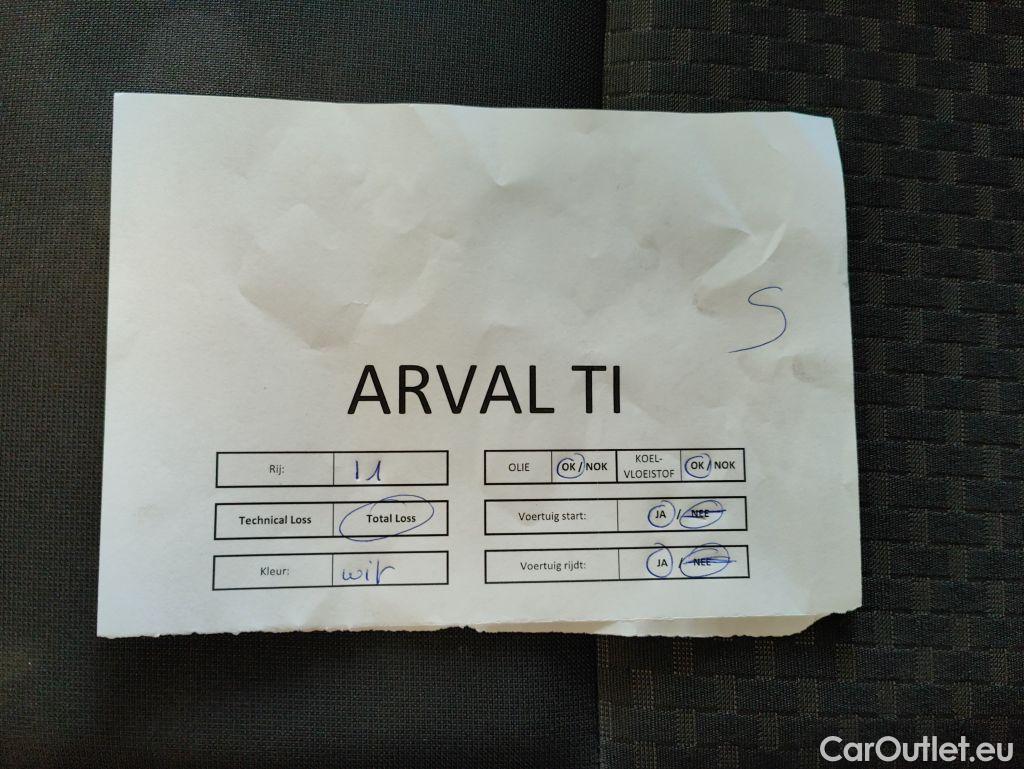 S
ARVAL TI
Rij: 11
OLIE OK / NOK KOEL-VLOEISTOF OK / NOK
Technical Loss Total Loss
Voertuig start: JA / NEE
Kleur: wit
Voertuig rijdt: JA / NEE
CarOutlet.eu